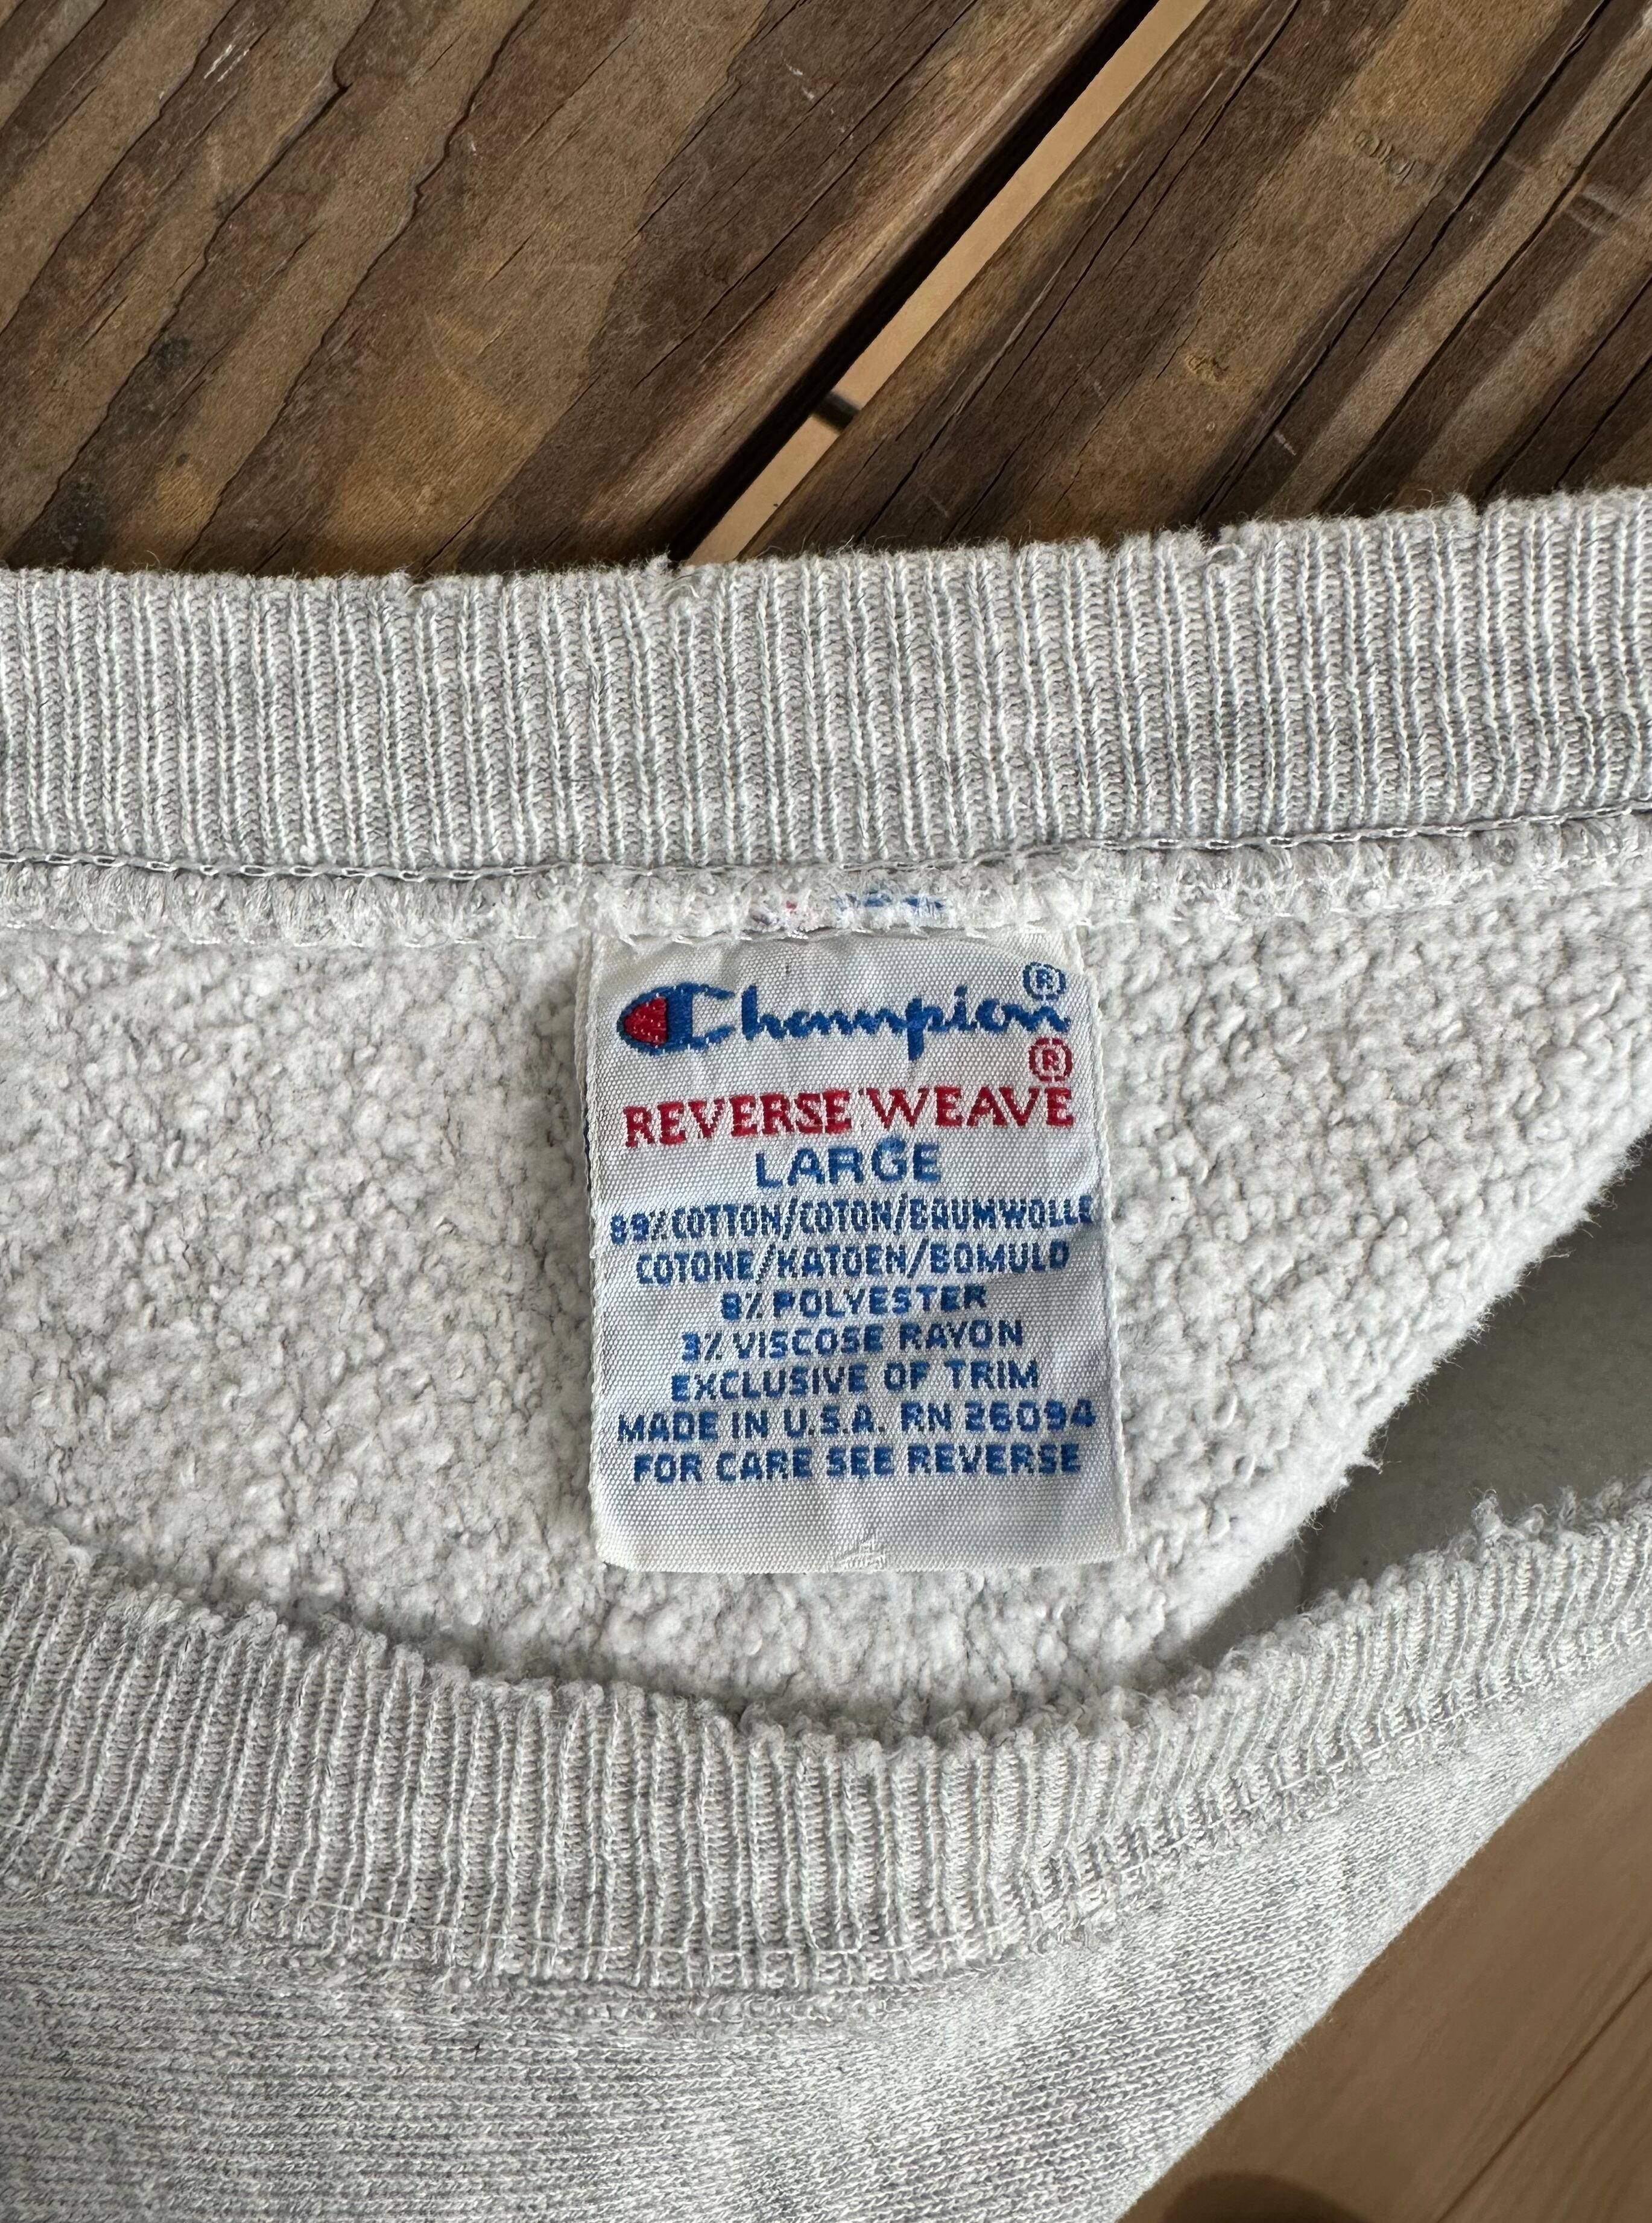 Champion®
®
REVERSE WEAVE
LARGE
89% COTTON/COTON/BAUMWOLLE
COTONE/KATOEN/BOMULD
8% POLYESTER
3% VISCOSE RAYON
EXCLUSIVE OF TRIM
MADE IN U.S.A. RN 26094
FOR CARE SEE REVERSE